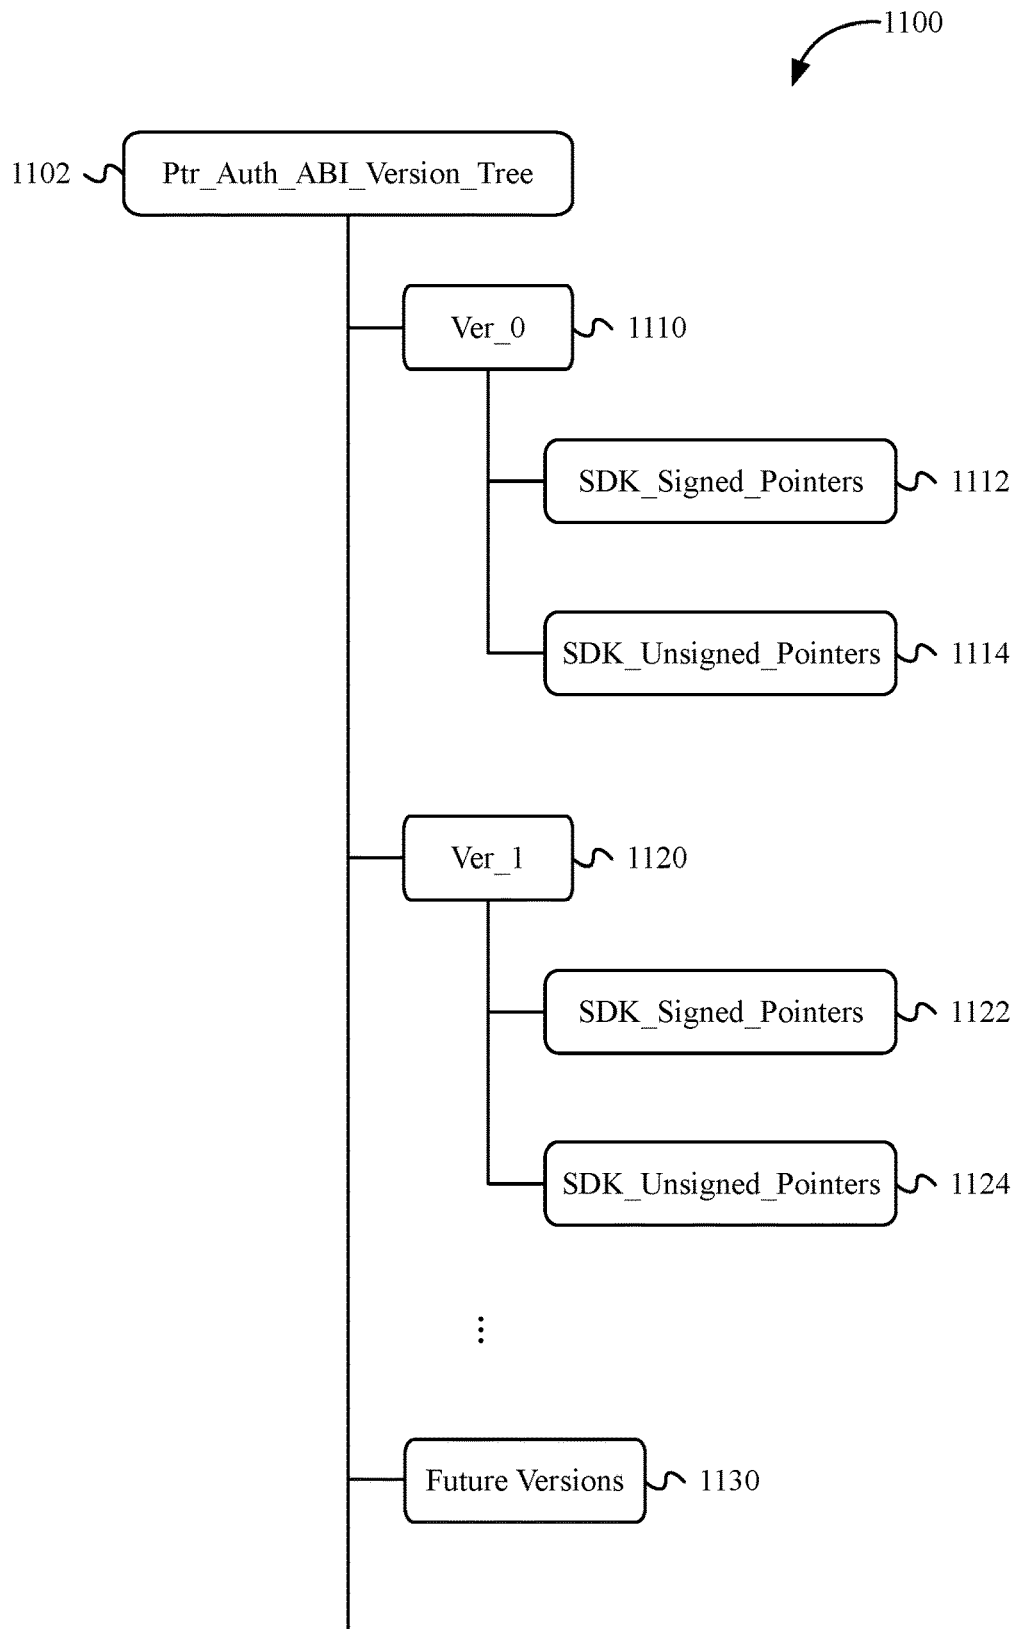 1100
1102 Ptr_Auth_ABI_Version_Tree
Ver_0 1110
SDK_Signed_Pointers 1112
SDK_Unsigned_Pointers 1114
Ver_1 1120
SDK_Signed_Pointers 1122
SDK_Unsigned_Pointers 1124
⋮
Future Versions 1130